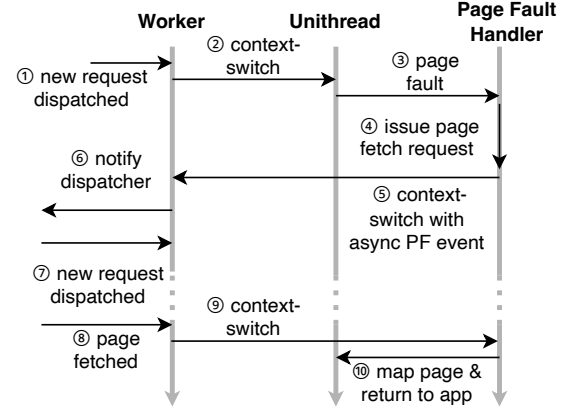 Worker
Unithread
Page Fault
Handler
① new request
dispatched
② context-
switch
③ page
fault
④ issue page
fetch request
⑤ context-
switch with
async PF event
⑥ notify
dispatcher
⑦ new request
dispatched
⑧ page
fetched
⑨ context-
switch
⑩ map page &
return to app